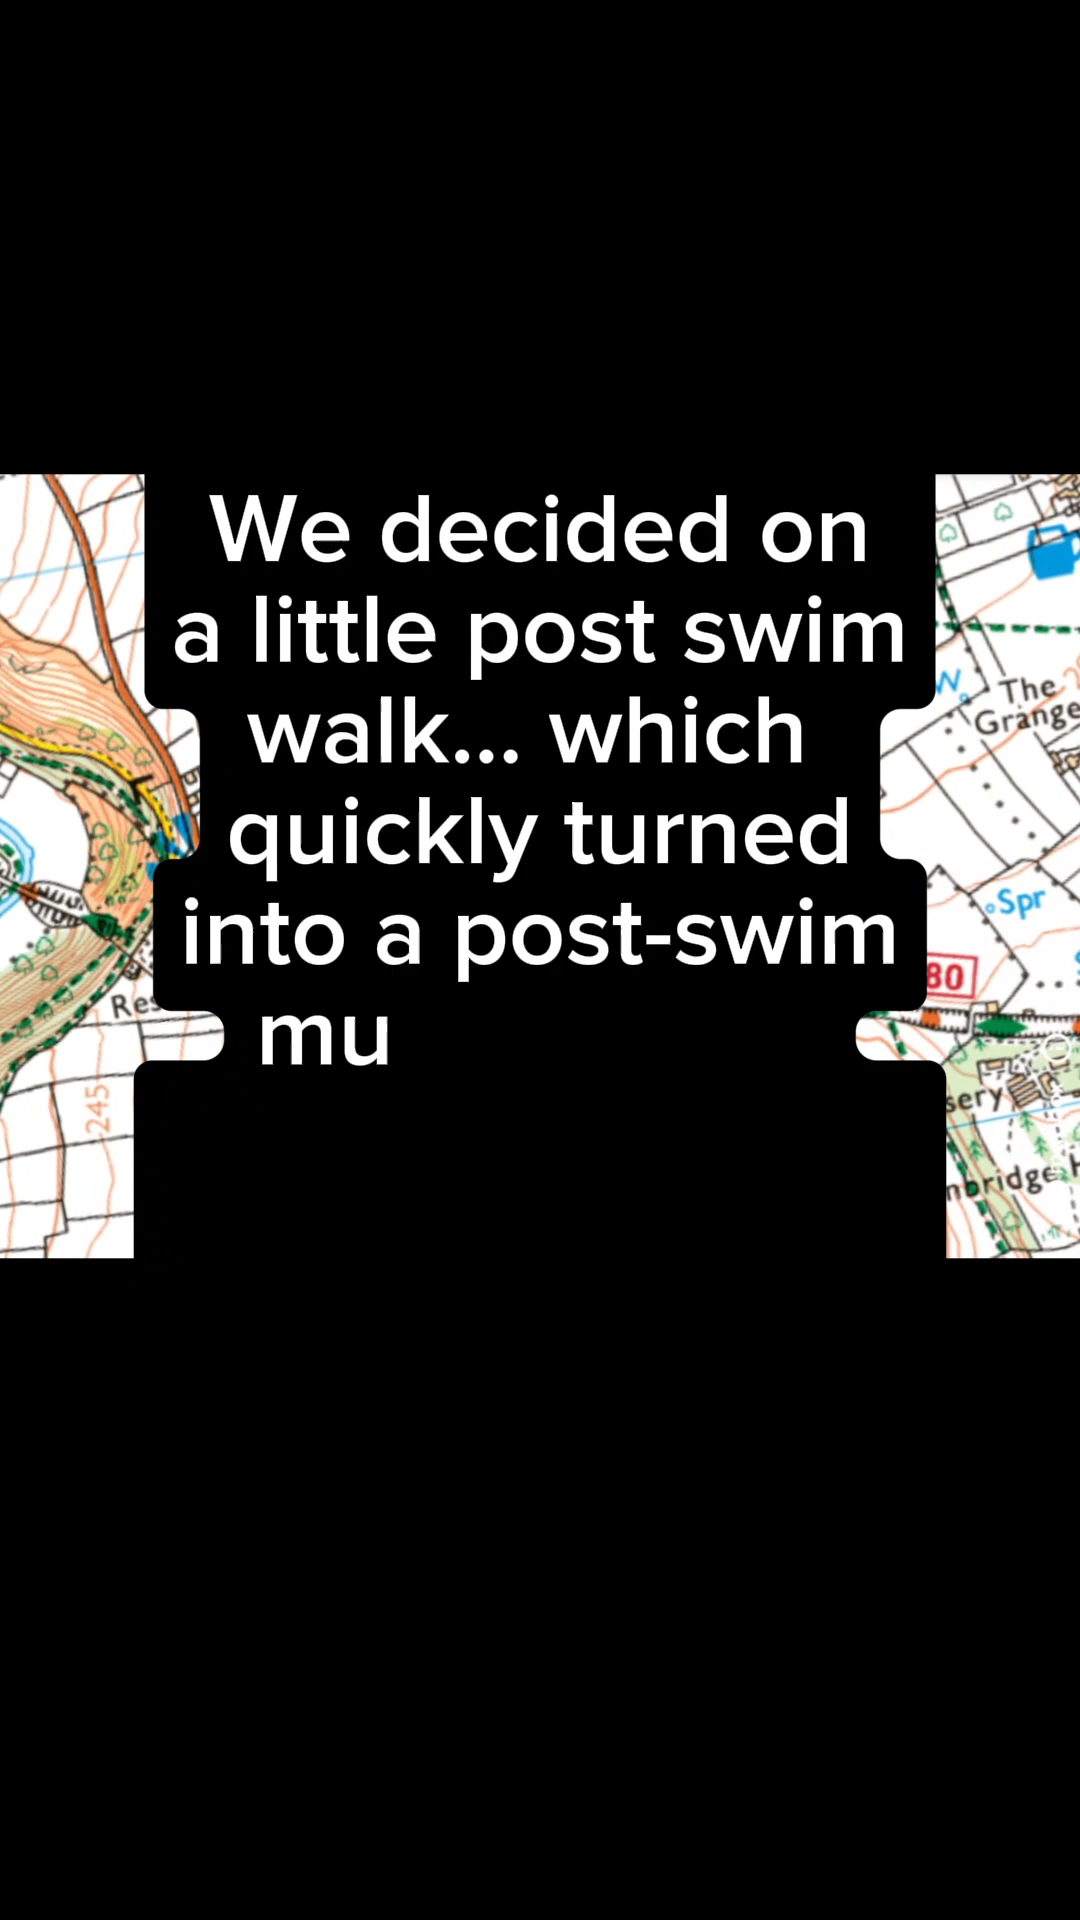 We decided on
a little post swim
walk... which
quickly turned
into a post-swim
mu
W
The
Grange
Spr
80
Res
sery
245
nbridge H